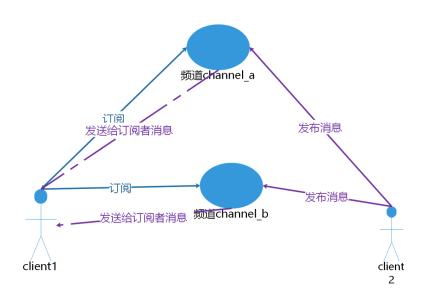 频道channel_a
订阅
发送给订阅者消息
发布消息
订阅
发布消息
发送给订阅者消息
频道channel_b
client1
client
2